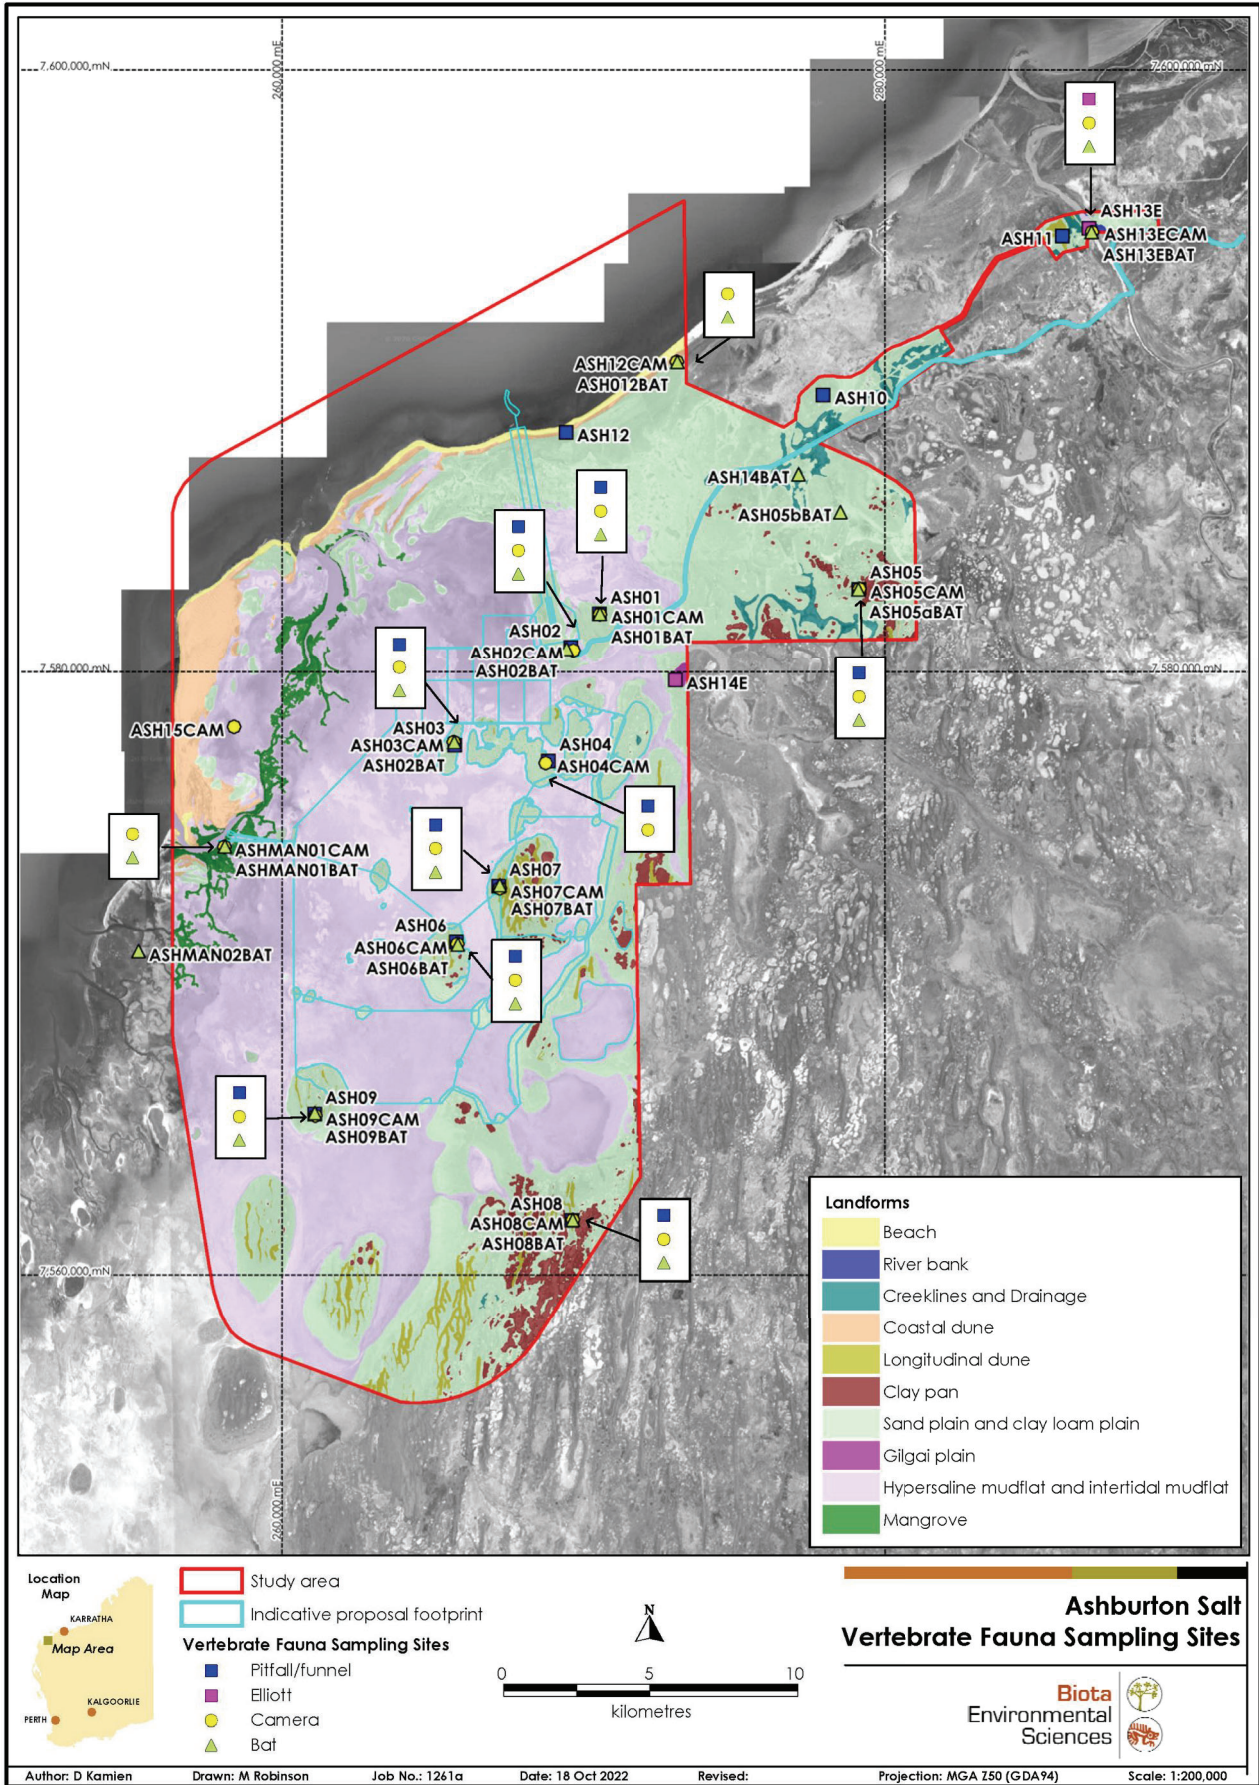 7,600,000 mN
7,600,000 mN
260,000 mE
280,000 mE
ASH13E
ASH11
ASH13ECAM
ASH13EBAT
ASH12CAM
ASH012BAT
ASH10
ASH12
ASH14BAT
ASH05bBAT
ASH05
ASH05CAM
ASH05aBAT
ASH01
ASH01CAM
ASH01BAT
ASH02
ASH02CAM
ASH02BAT
7,580,000 mN
7,580,000 mN
ASH14E
ASH15CAM
ASH03
ASH03CAM
ASH02BAT
ASH04
ASH04CAM
ASHMAN01CAM
ASHMAN01BAT
ASH07
ASH07CAM
ASH07BAT
ASH06
ASH06CAM
ASH06BAT
ASHMAN02BAT
ASH09
ASH09CAM
ASH09BAT
ASH08
ASH08CAM
ASH08BAT
7,560,000 mN
260,000 mE
Landforms
Beach
River bank
Creeklines and Drainage
Coastal dune
Longitudinal dune
Clay pan
Sand plain and clay loam plain
Gilgai plain
Hypersaline mudflat and intertidal mudflat
Mangrove
Location
Map
KARRATHA
Map Area
KALGOORLIE
PERTH
Study area
Indicative proposal footprint
Vertebrate Fauna Sampling Sites
Pitfall/funnel
Elliott
Camera
Bat
N
0 5 10
kilometres
Ashburton Salt
Vertebrate Fauna Sampling Sites
Biota
Environmental
Sciences
Author: D Kamien Drawn: M Robinson Job No.: 1261a Date: 18 Oct 2022 Revised: Projection: MGA Z50 (GDA94) Scale: 1:200,000